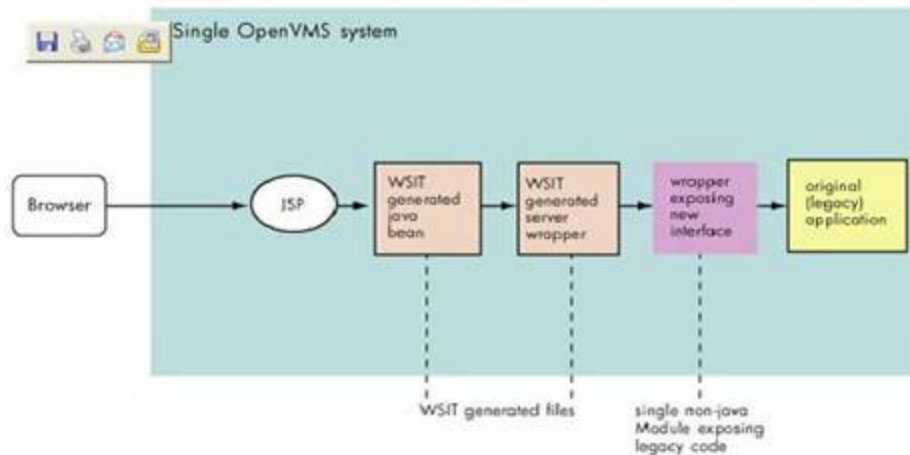 Single OpenVMS system
Browser
JSP
WSIT
generated
java
bean
WSIT
generated
server
wrapper
wrapper
exposing
new
interface
original
(legacy)
application
WSIT generated files
single non-java
Module exposing
legacy code